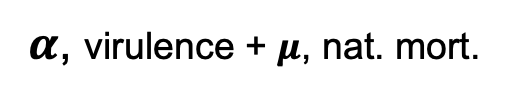 α, virulence + μ, nat. mort.